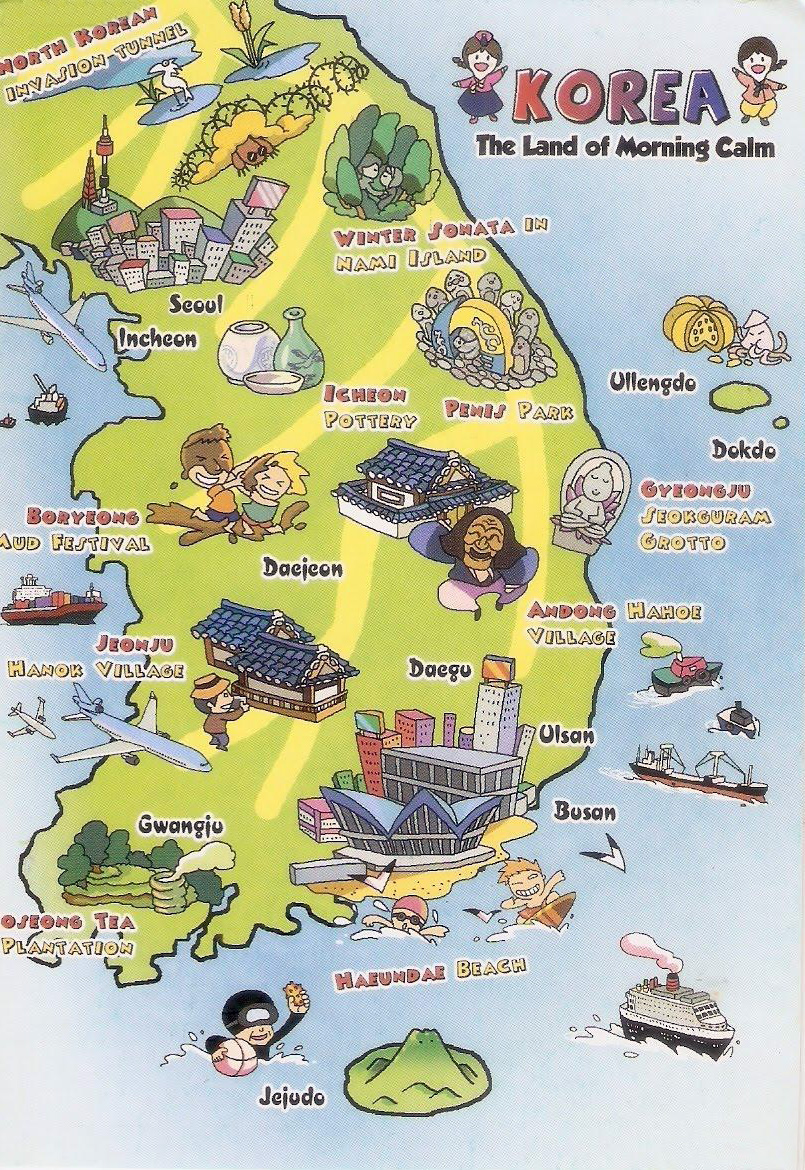 NORTH KOREAN
INVASION TUNNEL
KOREA
The Land of Morning Calm
WINTER SONATA IN
NAMI ISLAND
Seoul
Incheon
ICHEON
POTTERY
PENIS PARK
Ullengdo
Dokdo
BORYEONG
MUD FESTIVAL
GYEONGJU
SEOKGURAM
GROTTO
Daejeon
ANDONG HAHOE
VILLAGE
JEONJU
HANOK VILLAGE
Daegu
Ulsan
Busan
Gwangju
OSEONG TEA
PLANTATION
HAEUNDAE BEACH
Jejudo